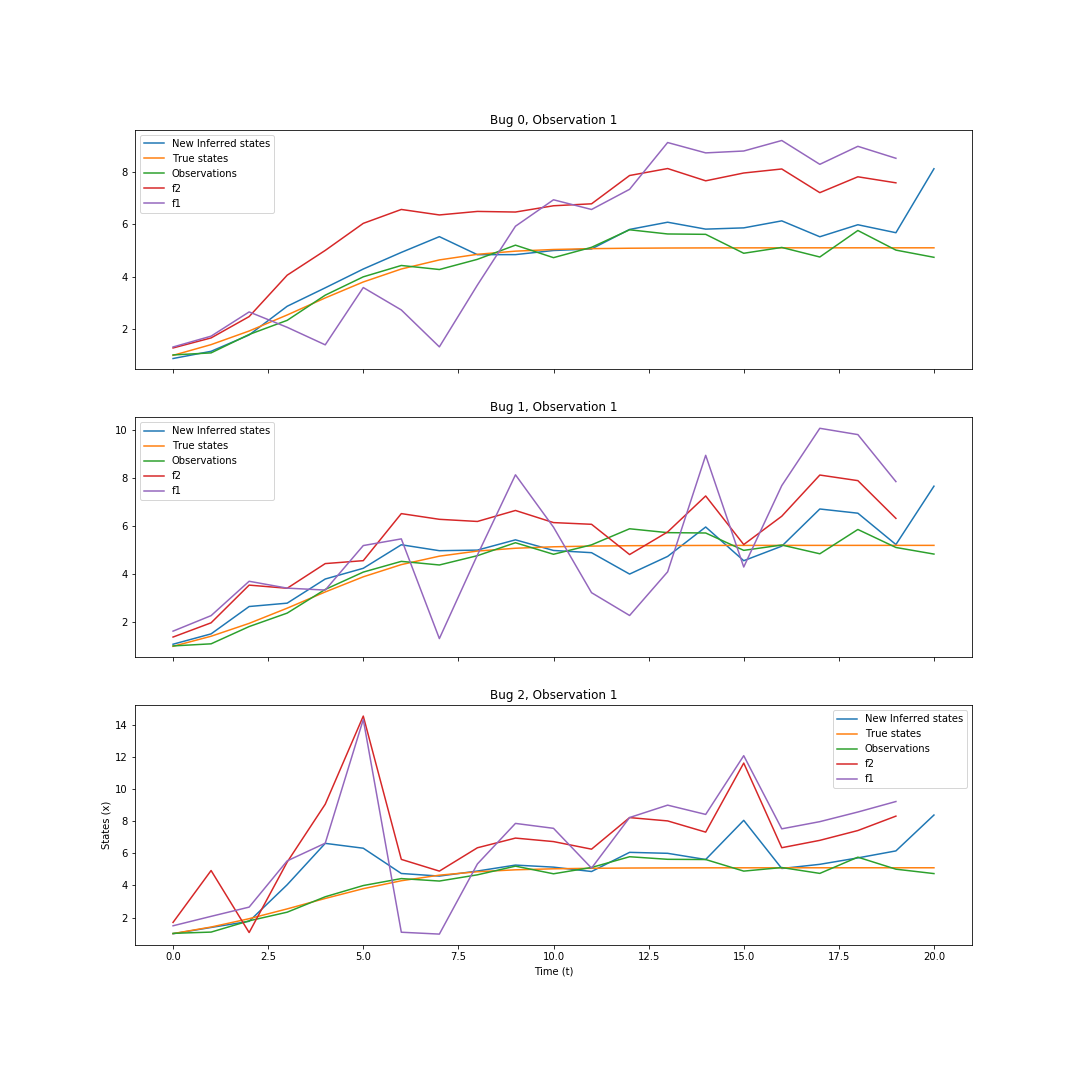 Bug 0, Observation 1
New Inferred states
True states
Observations
f2
f1
8
6
4
2
Bug 1, Observation 1
New Inferred states
True states
Observations
f2
f1
10
8
6
4
2
Bug 2, Observation 1
New Inferred states
True states
Observations
f2
f1
14
12
10
8
6
4
2
States (x)
0.0 2.5 5.0 7.5 10.0 12.5 15.0 17.5 20.0
Time (t)